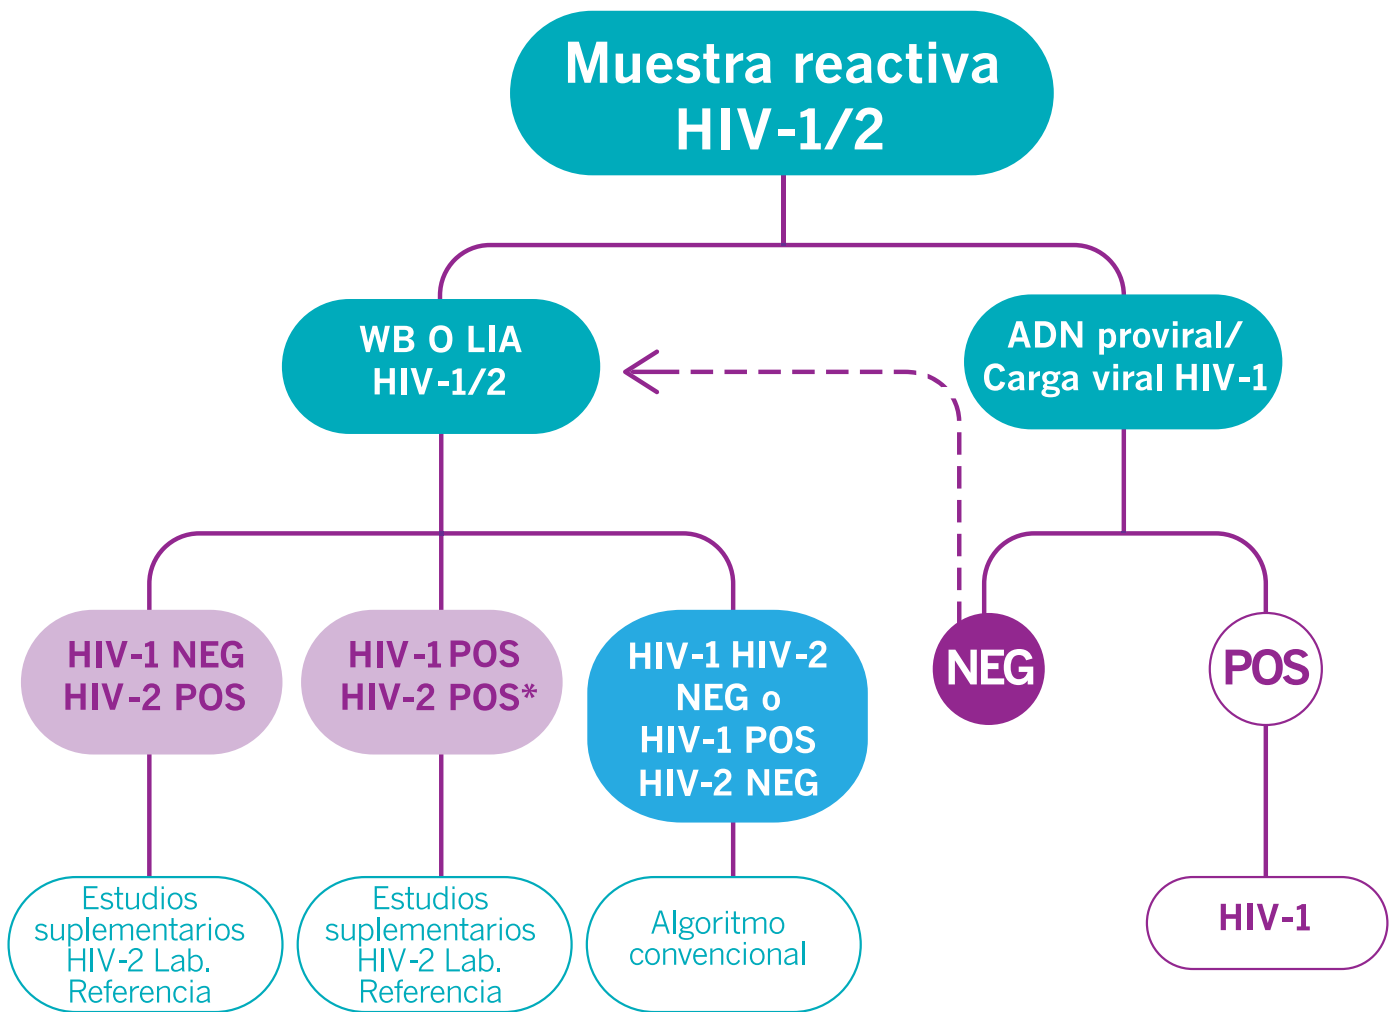 Muestra reactiva
HIV-1/2
WB O LIA
HIV-1/2
ADN proviral/
Carga viral HIV-1
HIV-1 NEG
HIV-2 POS
HIV-1 POS
HIV-2 POS*
HIV-1 HIV-2
NEG o
HIV-1 POS
HIV-2 NEG
NEG
POS
Estudios
suplementarios
HIV-2 Lab.
Referencia
Estudios
suplementarios
HIV-2 Lab.
Referencia
Algoritmo
convencional
HIV-1